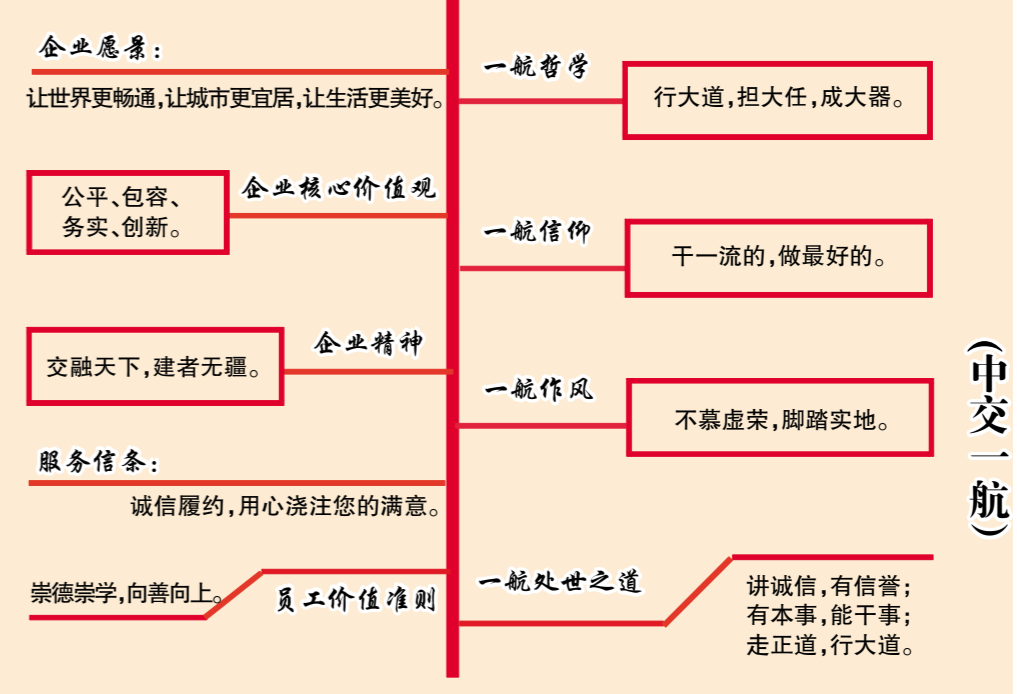 企业愿景：
让世界更畅通，让城市更宜居，让生活更美好。
企业核心价值观
公平、包容、
务实、创新。
企业精神
交融天下，建者无疆。
服务信条：
诚信履约，用心浇注您的满意。
员工价值准则
崇德崇学，向善向上。
一航哲学
行大道，担大任，成大器。
一航信仰
干一流的，做最好的。
一航作风
不慕虚荣，脚踏实地。
一航处世之道
讲诚信，有信誉；
有本事，能干事；
走正道，行大道。
（中交一航）